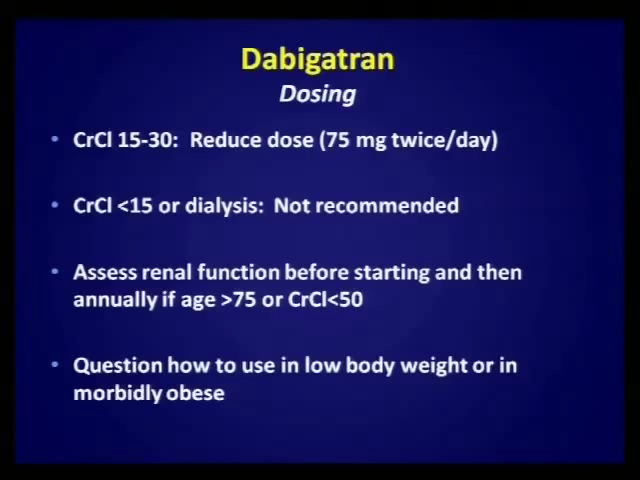 Dabigatran
Dosing
• CrCl 15-30:  Reduce dose (75 mg twice/day)
• CrCl <15 or dialysis:  Not recommended
• Assess renal function before starting and then
annually if age >75 or CrCl<50
• Question how to use in low body weight or in
morbidly obese